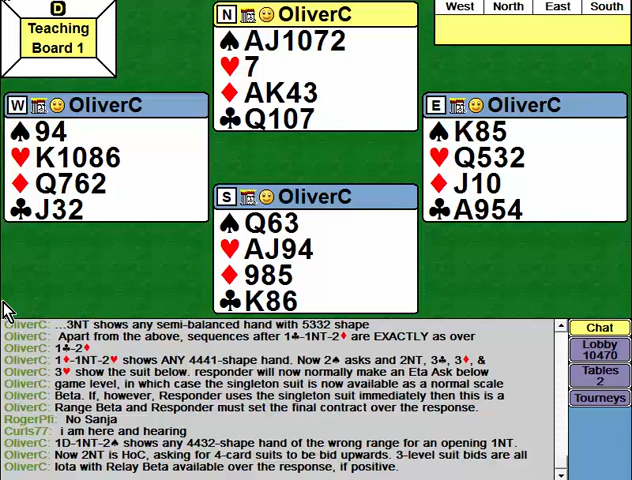 D
Teaching
Board 1
N OliverC
♠AJ1072
♥7
♦AK43
♣Q107
West North East South
W OliverC
♠94
♥K1086
♦Q762
♣J32
E OliverC
♠K85
♥Q532
♦J10
♣A954
S OliverC
♠Q63
♥AJ94
♦985
♣K86
OliverC: ...3NT shows any semi-balanced hand with 5332 shape
OliverC: Apart from the above, sequences after 1♣-1NT-2♦ are EXACTLY as over
OliverC: 1♣-2♦
OliverC: 1♦-1NT-2♥ shows ANY 4441-shape hand. Now 2♠ asks and 2NT, 3♣, 3♦, &
OliverC: 3♥ show the suit below. responder will now normally make an Eta Ask below
OliverC: game level, in which case the singleton suit is now available as a normal scale
OliverC: Beta. If, however, Responder uses the singleton suit immediately then this is a
OliverC: Range Beta and Responder must set the final contract over the response.
RogerPfi: No Sanja
Curls77: i am here and hearing
OliverC: 1D-1NT-2♠ shows any 4432-shape hand of the wrong range for an opening 1NT.
OliverC: Now 2NT is HoC, asking for 4-card suits to be bid upwards. 3-level suit bids are all
OliverC: Iota with Relay Beta available over the response, if positive.
Chat
Lobby
10470
Tables
2
Tourneys